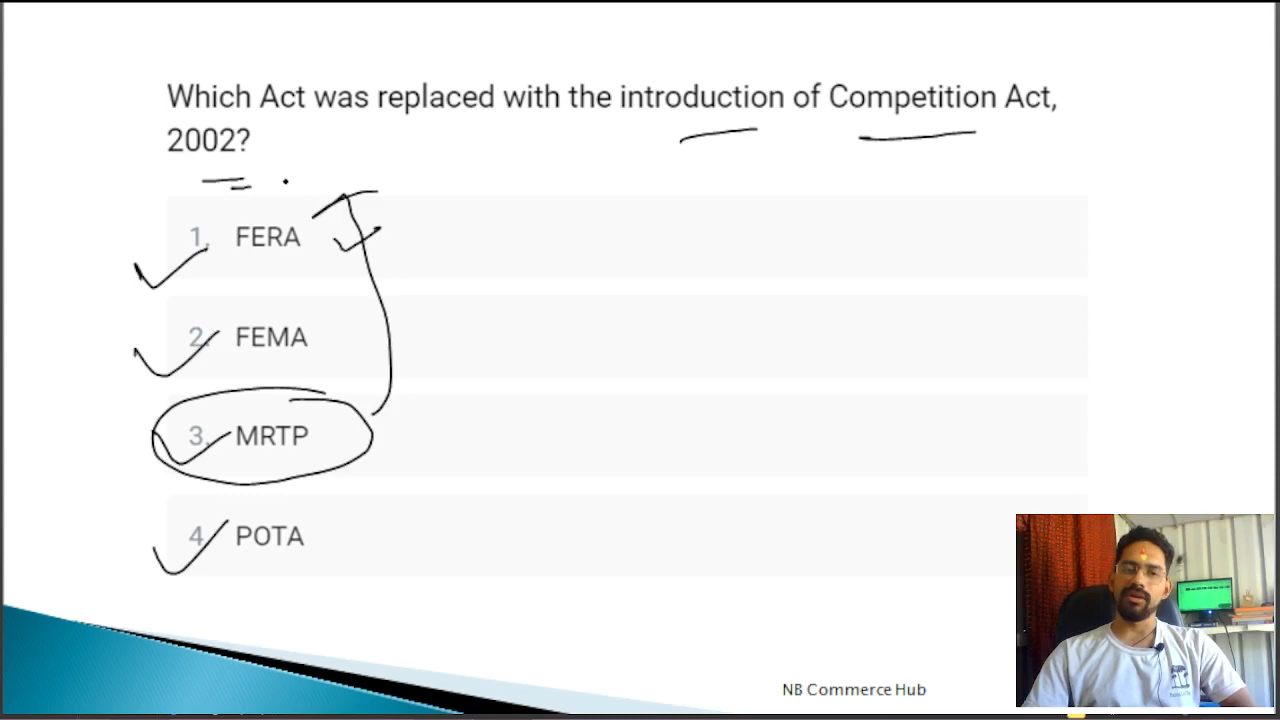 Which Act was replaced with the introduction of Competition Act,
2002?
1. FERA
2. FEMA
3. MRTP
4. POTA
NB Commerce Hub